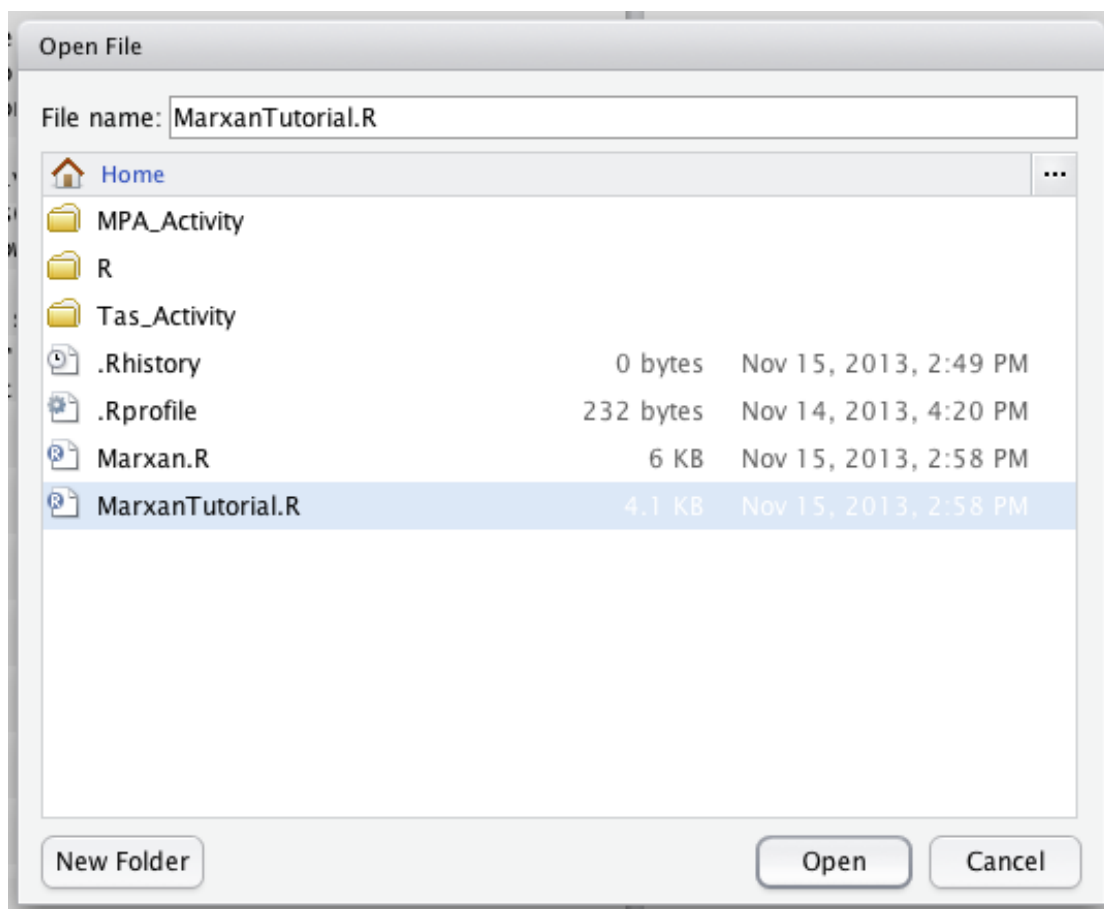 Open File
File name: MarxanTutorial.R
Home ...
MPA_Activity
R
Tas_Activity
.Rhistory 0 bytes Nov 15, 2013, 2:49 PM
.Rprofile 232 bytes Nov 14, 2013, 4:20 PM
Marxan.R 6 KB Nov 15, 2013, 2:58 PM
MarxanTutorial.R 4.1 KB Nov 15, 2013, 2:58 PM
New Folder Open Cancel